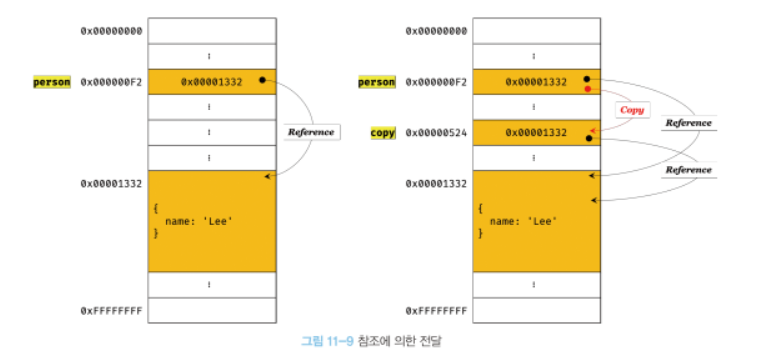 0x00000000
⋮
person 0x000000F2 0x00001332
⋮
⋮
⋮
Reference
0x00001332
{
name: 'Lee'
}
⋮
0xFFFFFFFF
0x00000000
⋮
person 0x000000F2 0x00001332
⋮
Copy
Reference
copy 0x00000524 0x00001332
⋮
Reference
0x00001332
{
name: 'Lee'
}
⋮
0xFFFFFFFF
그림 11-9 참조에 의한 전달